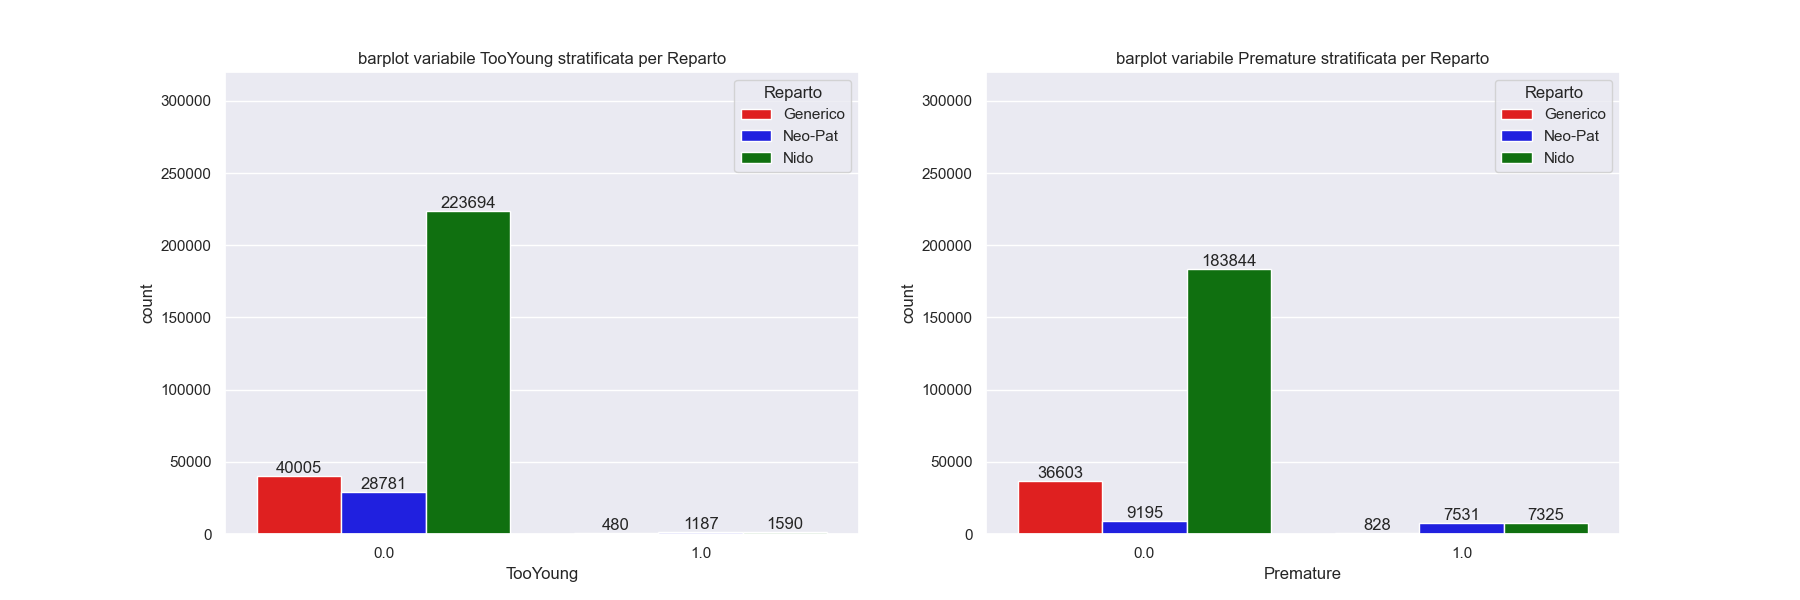 barplot variabile TooYoung stratificata per Reparto
300000
250000
200000
150000
100000
50000
0
count
Reparto
Generico
Neo-Pat
Nido
40005
28781
223694
480
1187
1590
0.0
1.0
TooYoung
barplot variabile Premature stratificata per Reparto
300000
250000
200000
150000
100000
50000
0
count
Reparto
Generico
Neo-Pat
Nido
36603
9195
183844
828
7531
7325
0.0
1.0
Premature